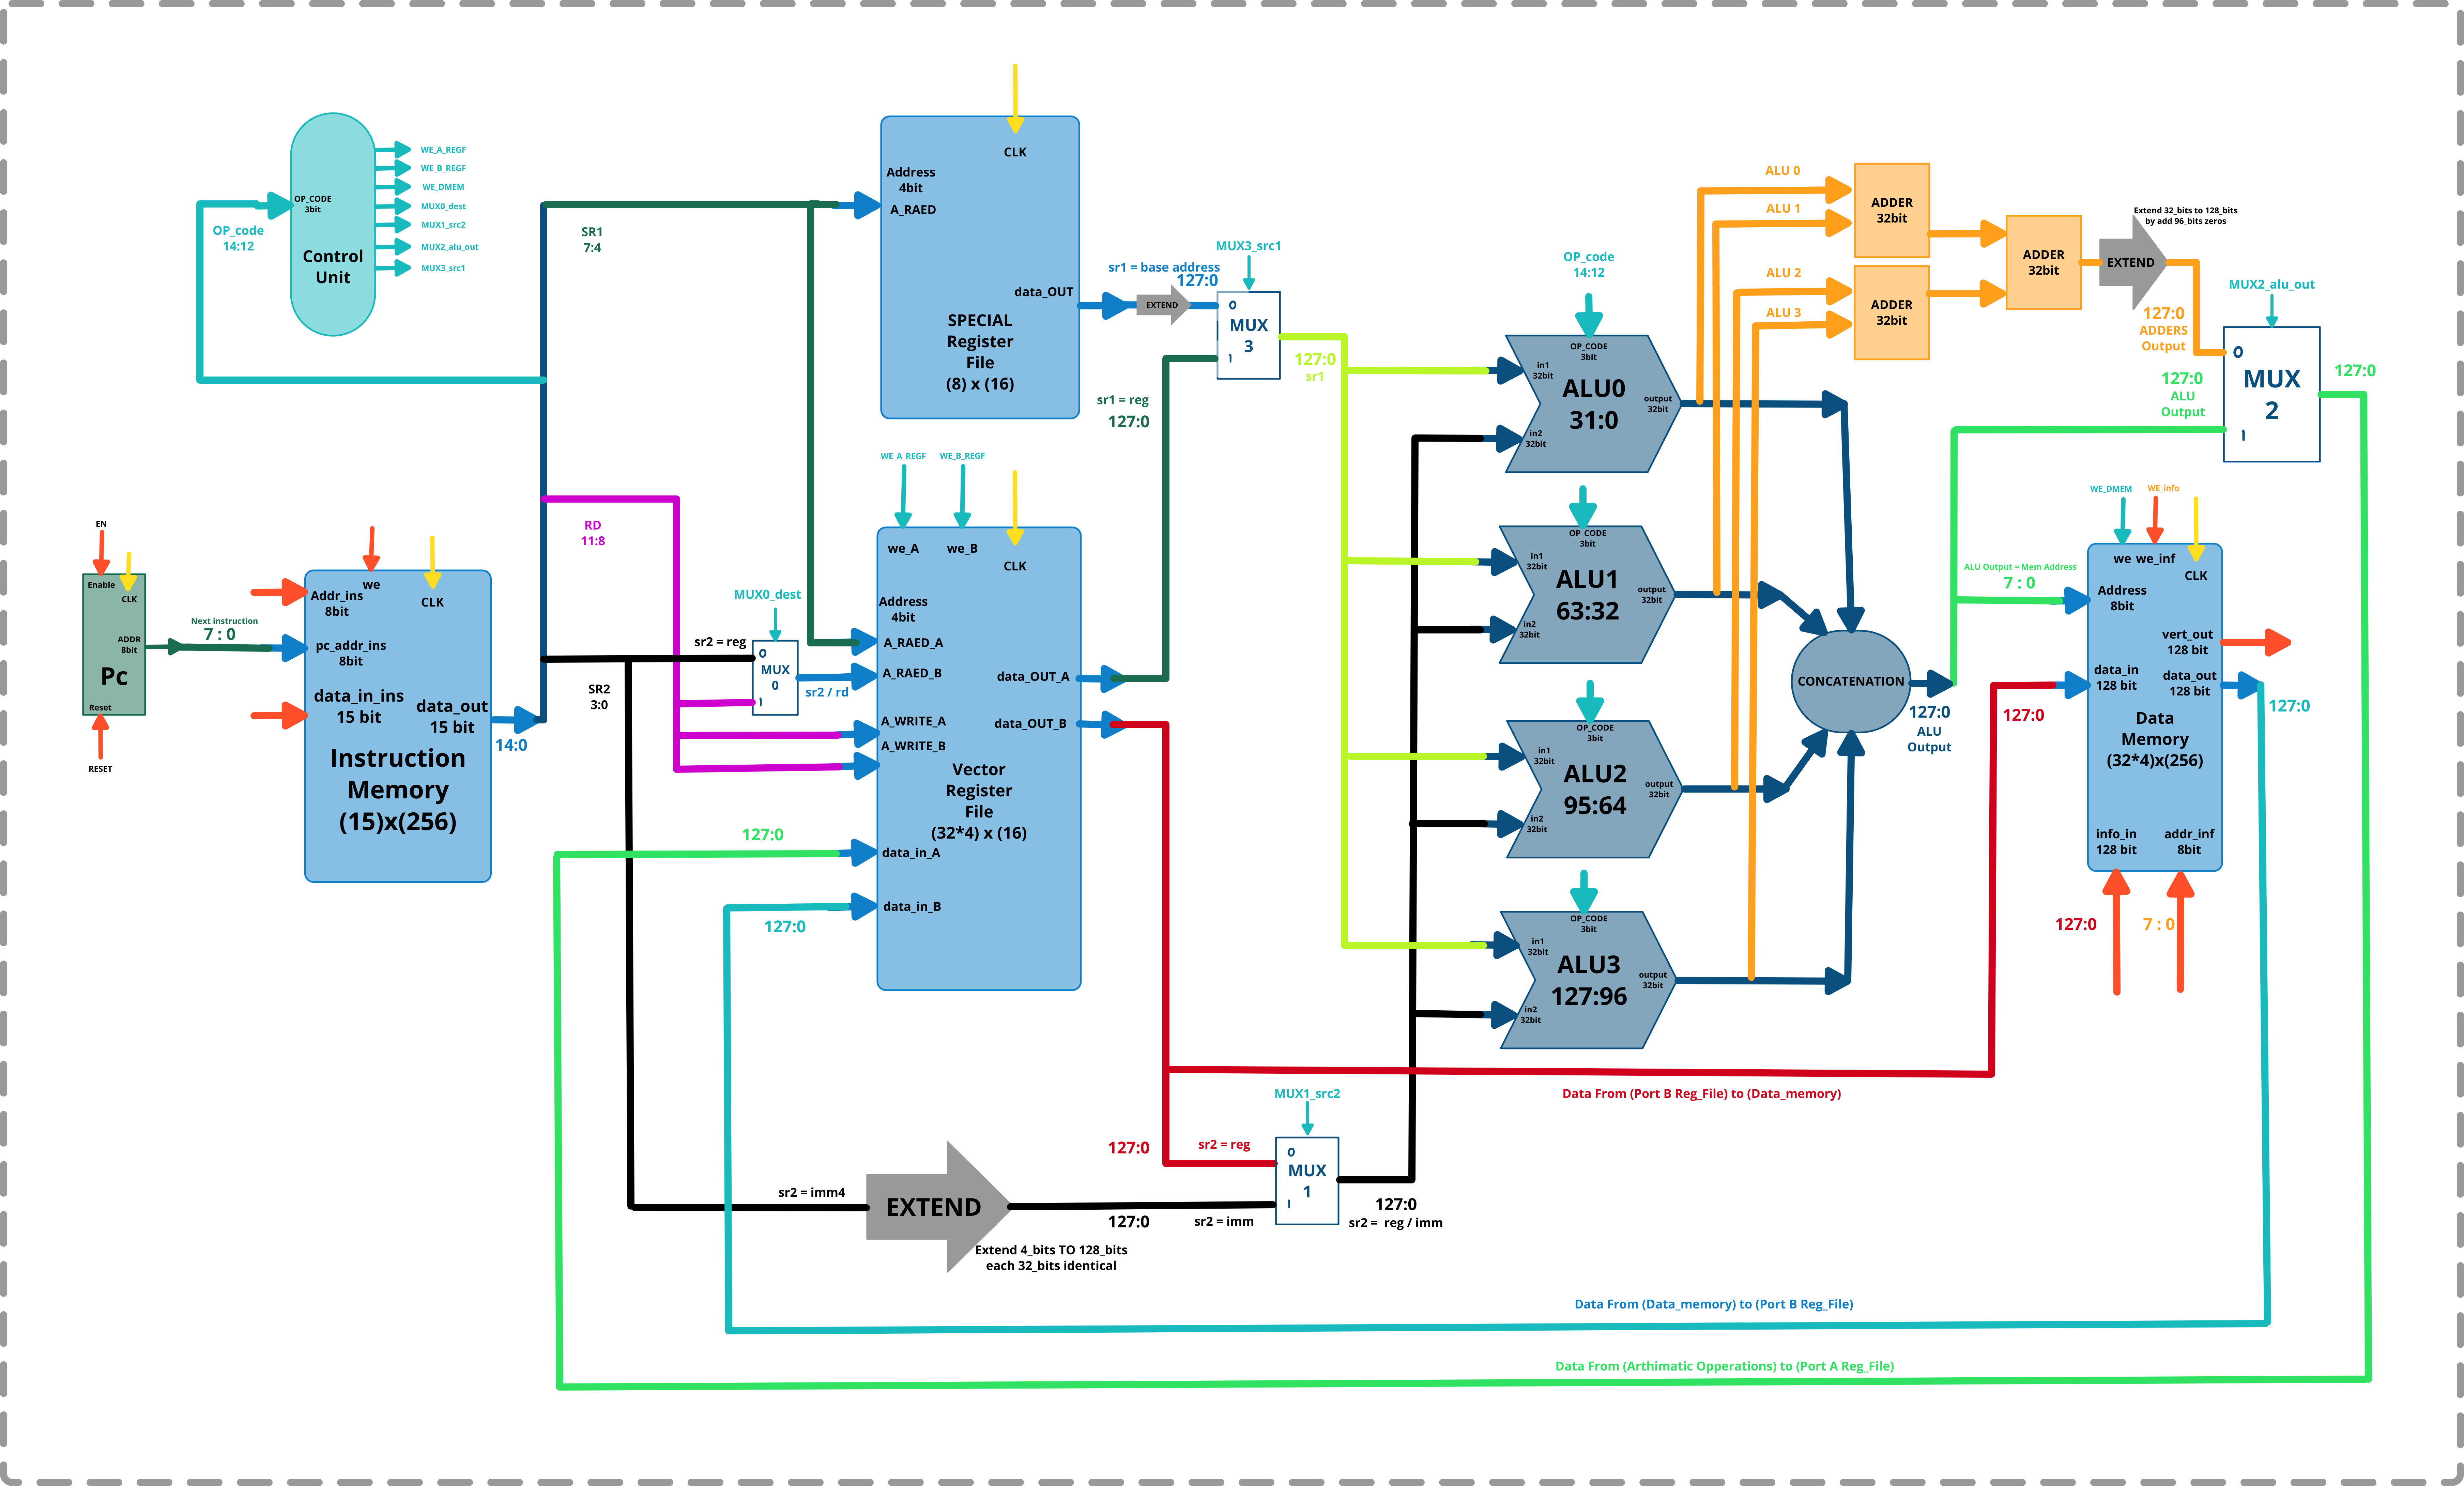 OP_CODE
3bit
Control
Unit
WE_A_REGF
WE_B_REGF
WE_DMEM
MUX0_dest
MUX1_src2
MUX2_alu_out
MUX3_src1
OP_code
14:12
SR1
7:4
CLK
Address
4bit
A_RAED
data_OUT
SPECIAL
Register
File
(8) x (16)
sr1 = base address
127:0
EXTEND
MUX3_src1
0
MUX
3
1
sr1 = reg
127:0
127:0
sr1
EN
Enable
CLK
ADDR
8bit
Pc
Reset
RESET
Next instruction
7 : 0
we
CLK
Addr_ins
8bit
pc_addr_ins
8bit
data_in_ins
15 bit
data_out
15 bit
Instruction
Memory
(15)x(256)
14:0
RD
11:8
SR2
3:0
sr2 = reg
MUX0_dest
0
MUX
0
1
sr2 / rd
WE_A_REGF
WE_B_REGF
we_A
we_B
CLK
Address
4bit
A_RAED_A
A_RAED_B
A_WRITE_A
A_WRITE_B
data_OUT_A
data_OUT_B
Vector
Register
File
(32*4) x (16)
data_in_A
data_in_B
127:0
127:0
OP_code
14:12
OP_CODE
3bit
in1
32bit
ALU0
31:0
output
32bit
in2
32bit
OP_CODE
3bit
in1
32bit
ALU1
63:32
output
32bit
in2
32bit
OP_CODE
3bit
in1
32bit
ALU2
95:64
output
32bit
in2
32bit
OP_CODE
3bit
in1
32bit
ALU3
127:96
output
32bit
in2
32bit
ALU 0
ALU 1
ALU 2
ALU 3
ADDER
32bit
ADDER
32bit
ADDER
32bit
Extend 32_bits to 128_bits
by add 96_bits zeros
EXTEND
127:0
ADDERS
Output
MUX2_alu_out
0
MUX
2
1
127:0
127:0
ALU
Output
CONCATENATION
127:0
ALU
Output
WE_DMEM
WE_info
we we_inf
CLK
ALU Output = Mem Address
7 : 0
Address
8bit
vert_out
128 bit
data_in
128 bit
data_out
128 bit
Data
Memory
(32*4)x(256)
info_in
128 bit
addr_inf
8bit
127:0
127:0
127:0
7 : 0
Data From (Port B Reg_File) to (Data_memory)
MUX1_src2
0
MUX
1
1
127:0
sr2 = reg
sr2 = imm4
EXTEND
127:0
sr2 = imm
127:0
sr2 = reg / imm
Extend 4_bits TO 128_bits
each 32_bits identical
Data From (Data_memory) to (Port B Reg_File)
Data From (Arthimatic Opperations) to (Port A Reg_File)